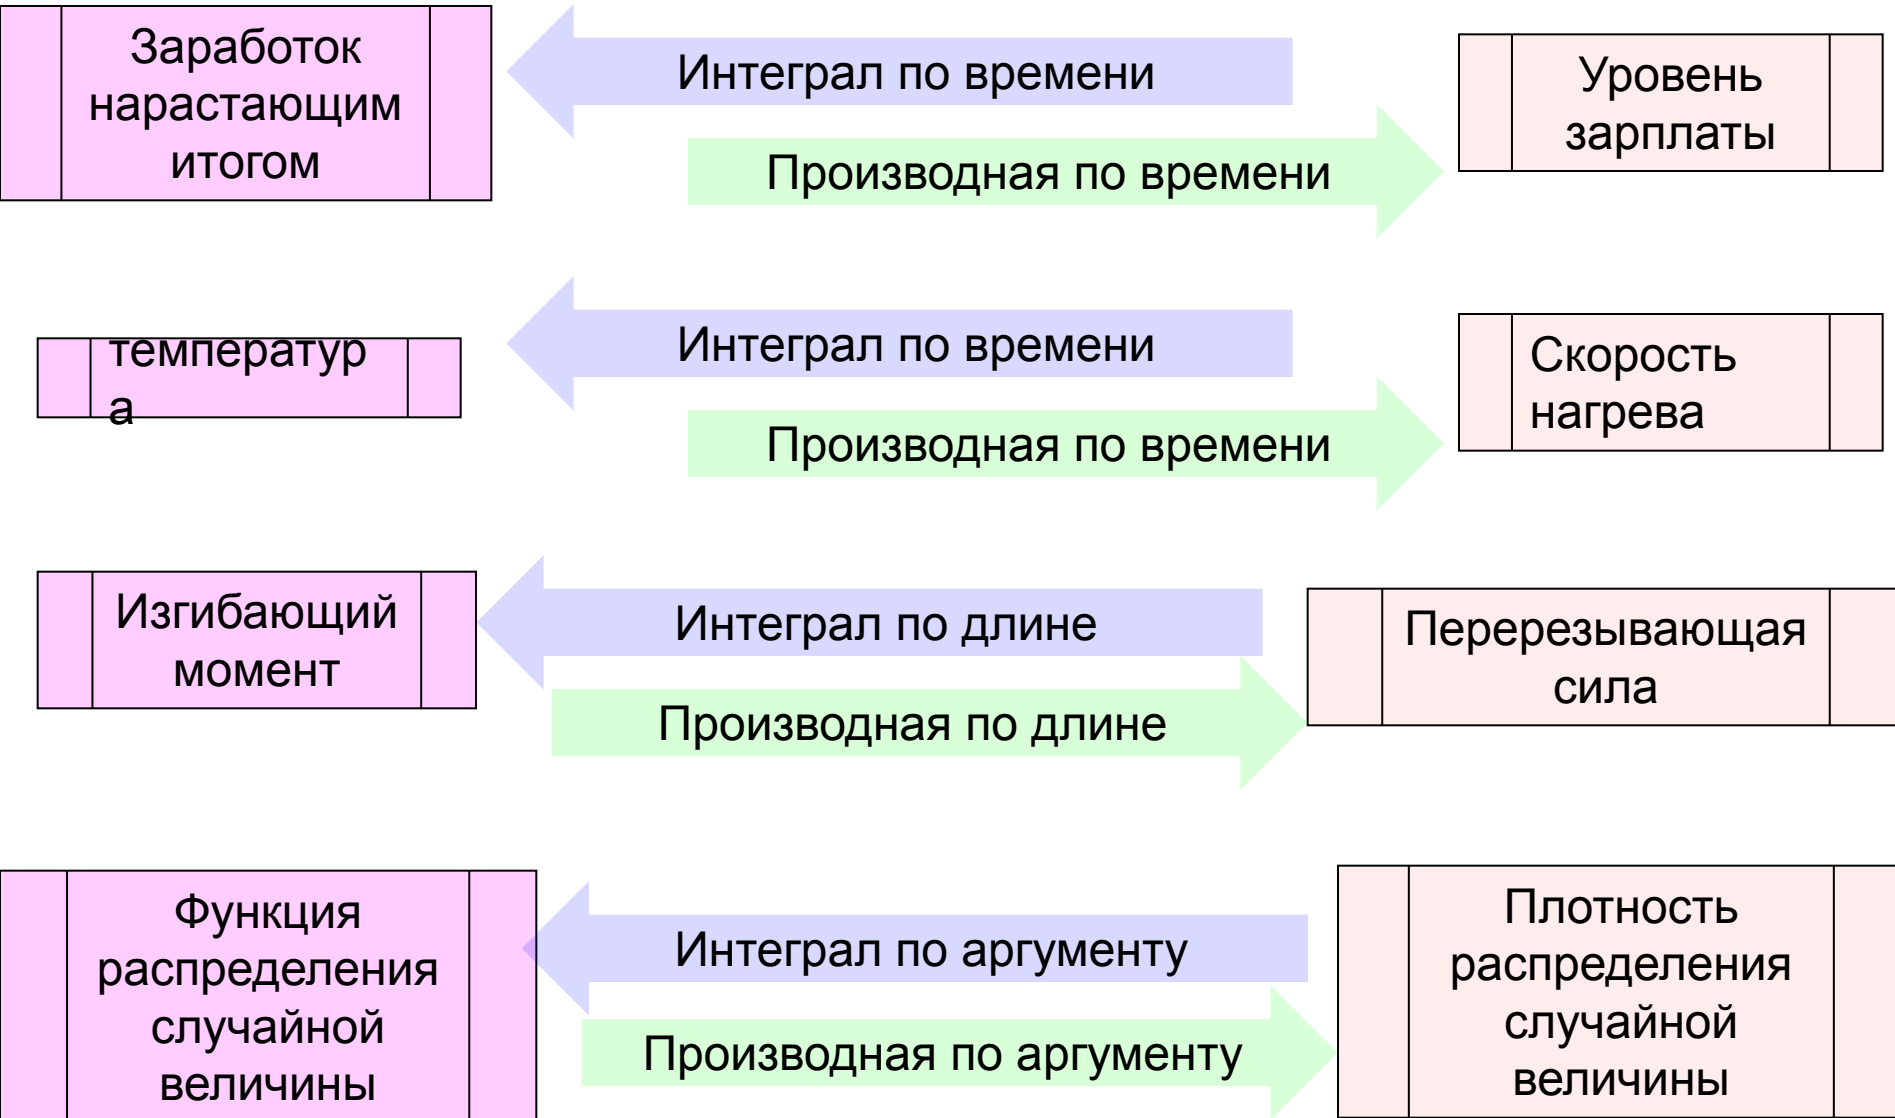 Заработок
нарастающим
итогом
Интеграл по времени
Производная по времени
Уровень
зарплаты
температур
а
Интеграл по времени
Производная по времени
Скорость
нагрева
Изгибающий
момент
Интеграл по длине
Производная по длине
Перерезывающая
сила
Функция
распределения
случайной
величины
Интеграл по аргументу
Производная по аргументу
Плотность
распределения
случайной
величины